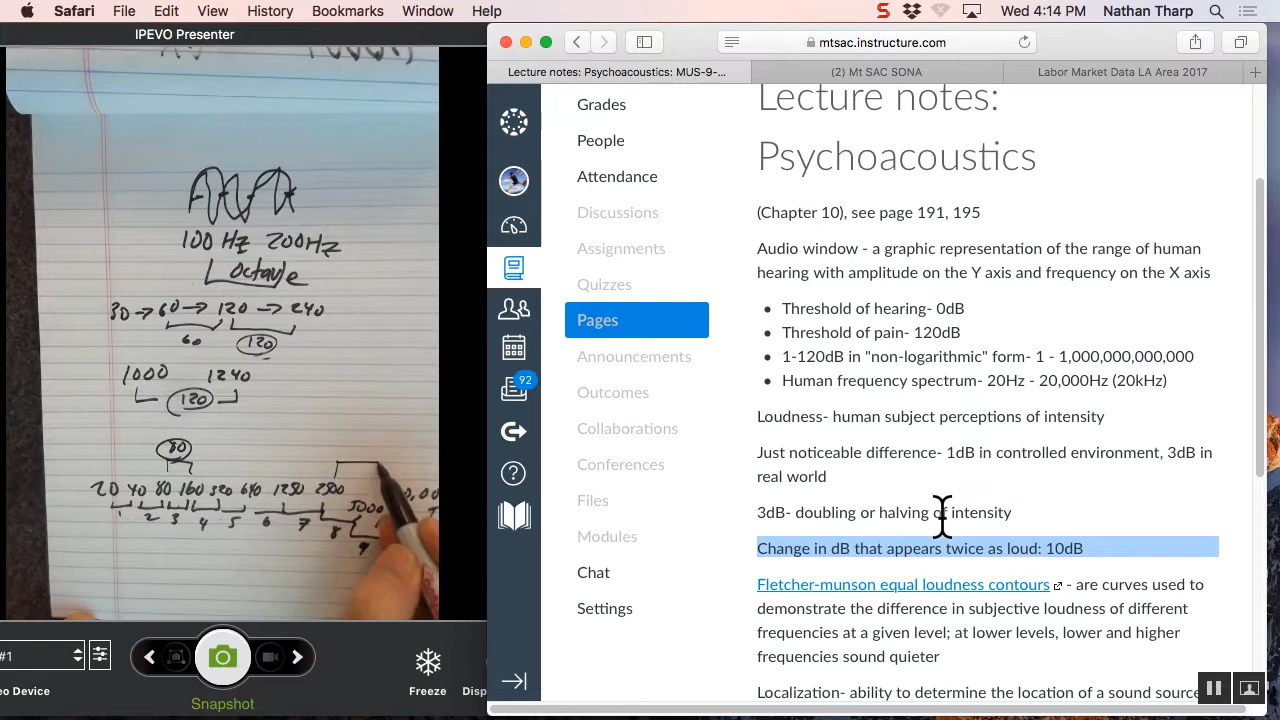 Safari File Edit View History Bookmarks Window Help
Wed 4:14 PM Nathan Tharp
IPEVO Presenter
100 Hz 200Hz
1 octave
30 → 60 → 120 → 240
60 120
1000 1240
120
80
20 40 80 160 320 640 1250 2500
5000
1 2 3 4 5 6 7 8
9
#1
eo Device
Snapshot
Freeze
Disp
mtsac.instructure.com
Lecture notes: Psychoacoustics: MUS-9-...
(2) Mt SAC SONA
Labor Market Data LA Area 2017
92
Grades
People
Attendance
Discussions
Assignments
Quizzes
Pages
Announcements
Outcomes
Collaborations
Conferences
Files
Modules
Chat
Settings
Lecture notes:
Psychoacoustics
(Chapter 10), see page 191, 195
Audio window - a graphic representation of the range of human
hearing with amplitude on the Y axis and frequency on the X axis
Threshold of hearing- 0dB
Threshold of pain- 120dB
1-120dB in "non-logarithmic" form- 1 - 1,000,000,000,000
Human frequency spectrum- 20Hz - 20,000Hz (20kHz)
Loudness- human subject perceptions of intensity
Just noticeable difference- 1dB in controlled environment, 3dB in
real world
3dB- doubling or halving of intensity
Change in dB that appears twice as loud: 10dB
Fletcher-munson equal loudness contours - are curves used to
demonstrate the difference in subjective loudness of different
frequencies at a given level; at lower levels, lower and higher
frequencies sound quieter
Localization- ability to determine the location of a sound source